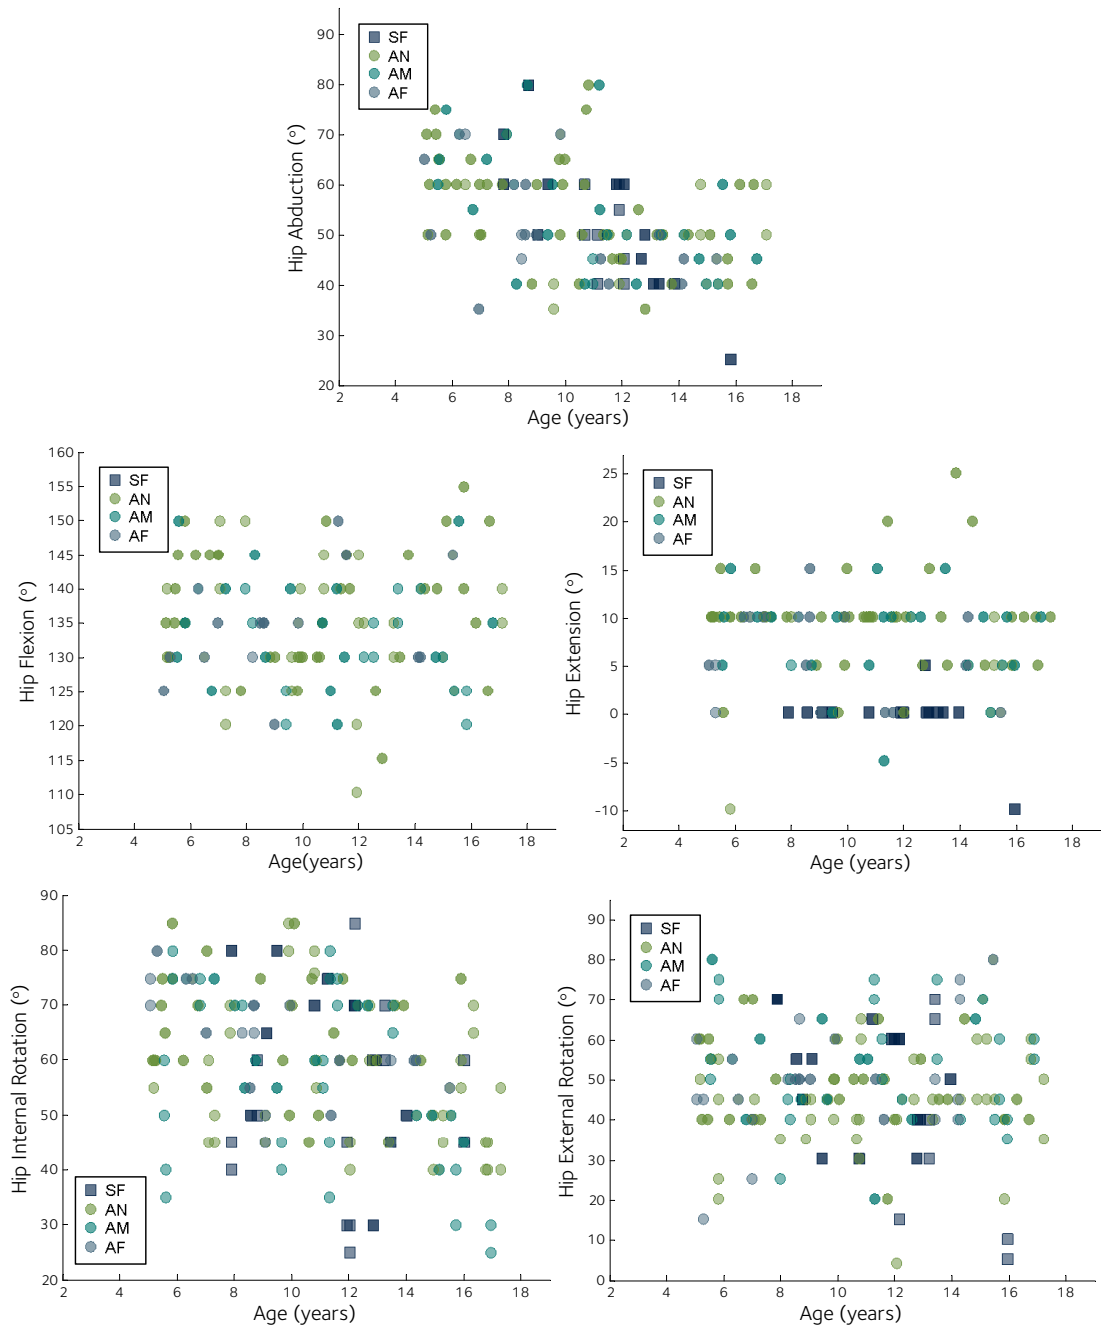 90
80
70
60
50
40
30
20
Hip Abduction (°)
SF
AN
AM
AF
2 4 6 8 10 12 14 16 18
Age (years)
160
155
150
145
140
135
130
125
120
115
110
105
Hip Flexion (°)
SF
AN
AM
AF
2 4 6 8 10 12 14 16 18
Age(years)
25
20
15
10
5
0
-5
-10
Hip Extension (°)
SF
AN
AM
AF
2 4 6 8 10 12 14 16 18
Age (years)
90
80
70
60
50
40
30
20
Hip Internal Rotation (°)
SF
AN
AM
AF
2 4 6 8 10 12 14 16 18
Age (years)
90
80
70
60
50
40
30
20
10
0
Hip External Rotation (°)
SF
AN
AM
AF
2 4 6 8 10 12 14 16 18
Age (years)